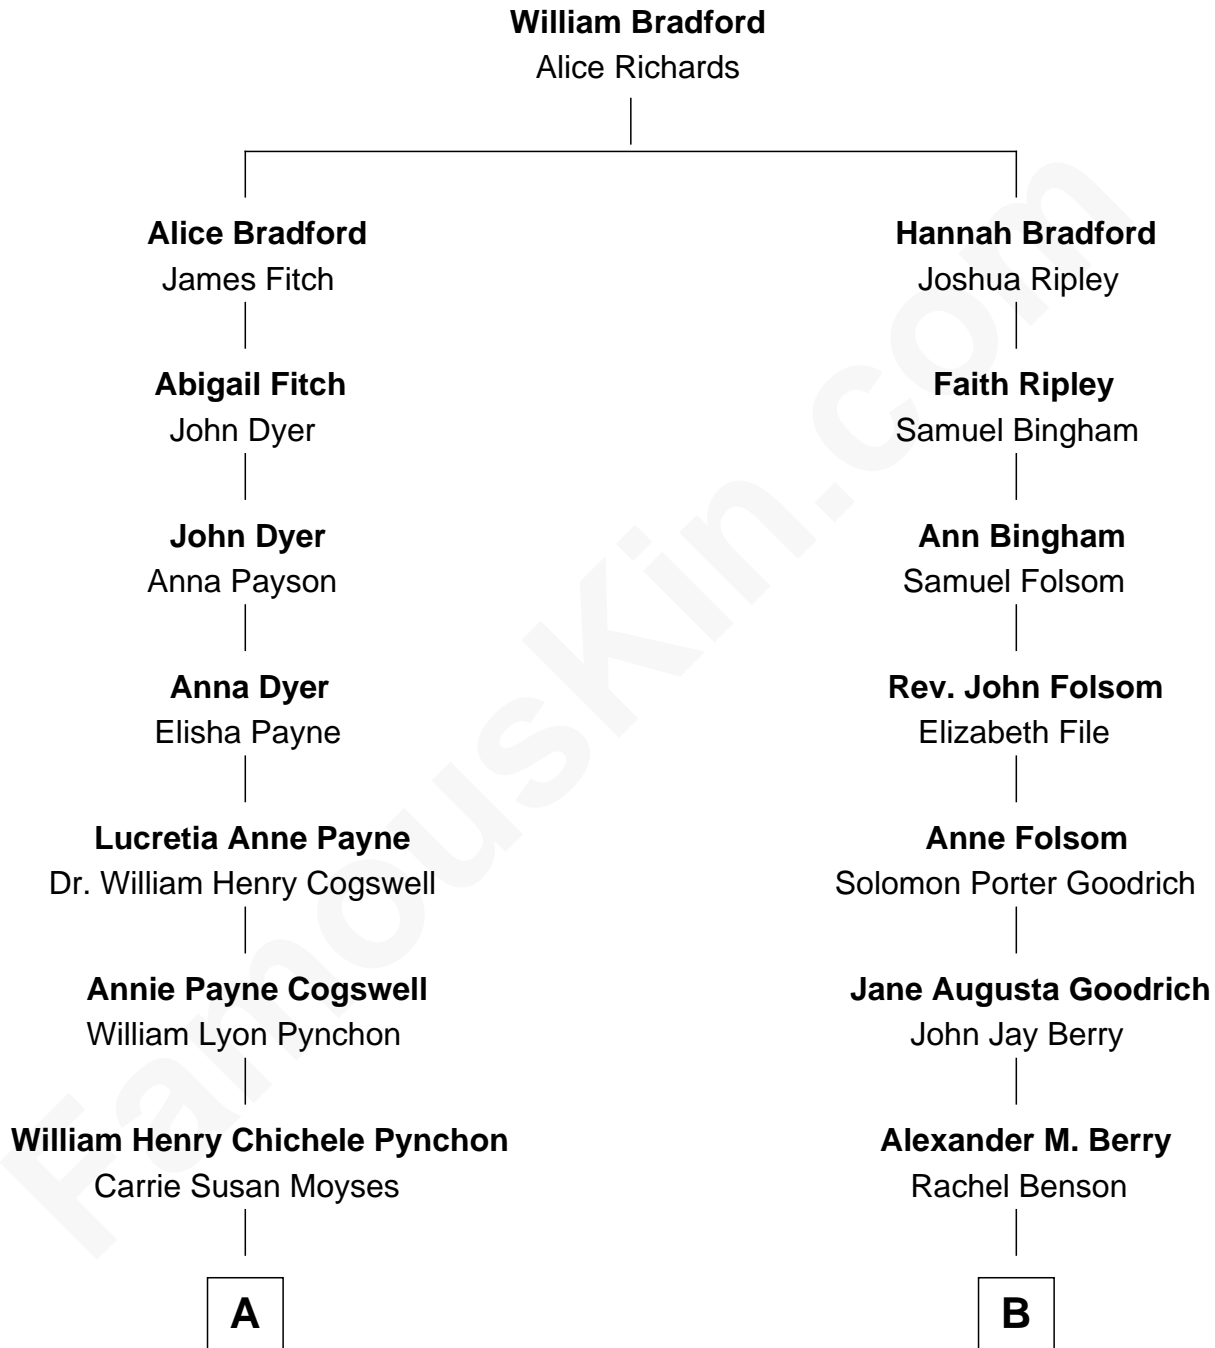 William Bradford
Alice Richards
Alice Bradford
James Fitch
Hannah Bradford
Joshua Ripley
Abigail Fitch
John Dyer
Faith Ripley
Samuel Bingham
John Dyer
Anna Payson
Ann Bingham
Samuel Folsom
Anna Dyer
Elisha Payne
Rev. John Folsom
Elizabeth File
Lucretia Anne Payne
Dr. William Henry Cogswell
Anne Folsom
Solomon Porter Goodrich
Annie Payne Cogswell
William Lyon Pynchon
Jane Augusta Goodrich
John Jay Berry
William Henry Chichele Pynchon
Carrie Susan Moyses
Alexander M. Berry
Rachel Benson
A
B
FamousKin.com